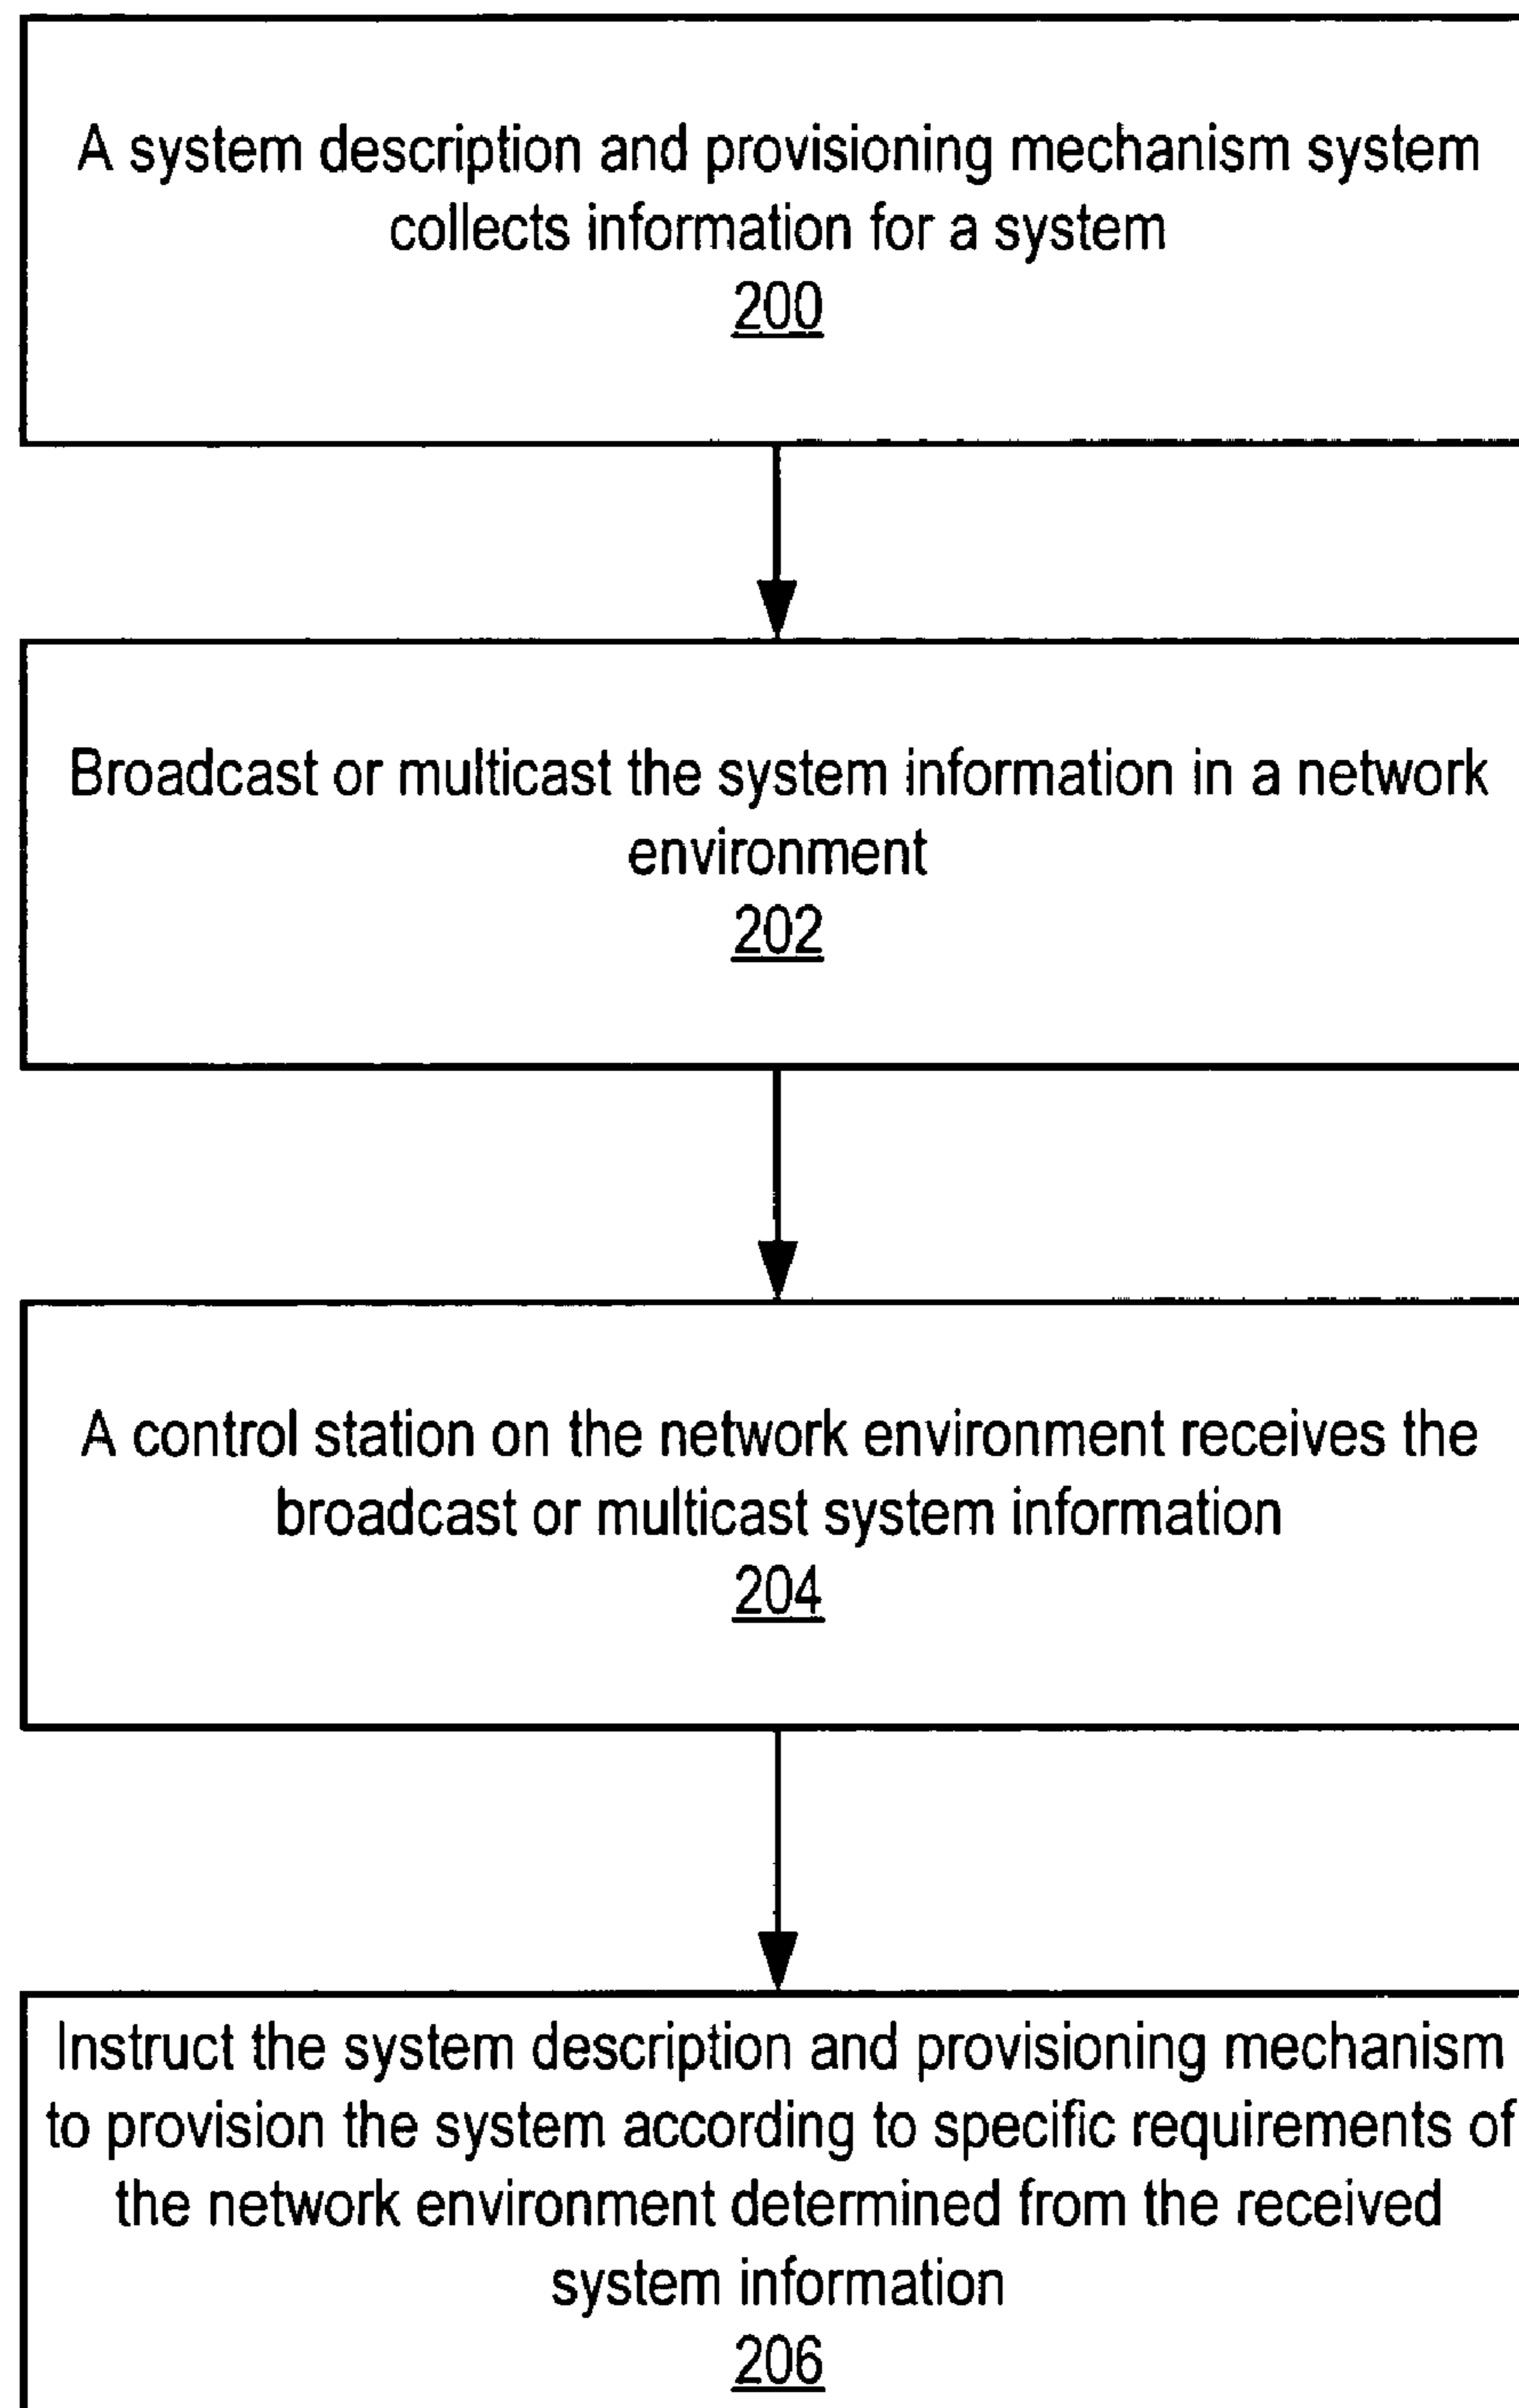 A system description and provisioning mechanism system
collects information for a system
200
Broadcast or multicast the system information in a network
environment
202
A control station on the network environment receives the
broadcast or multicast system information
204
Instruct the system description and provisioning mechanism
to provision the system according to specific requirements of
the network environment determined from the received
system information
206